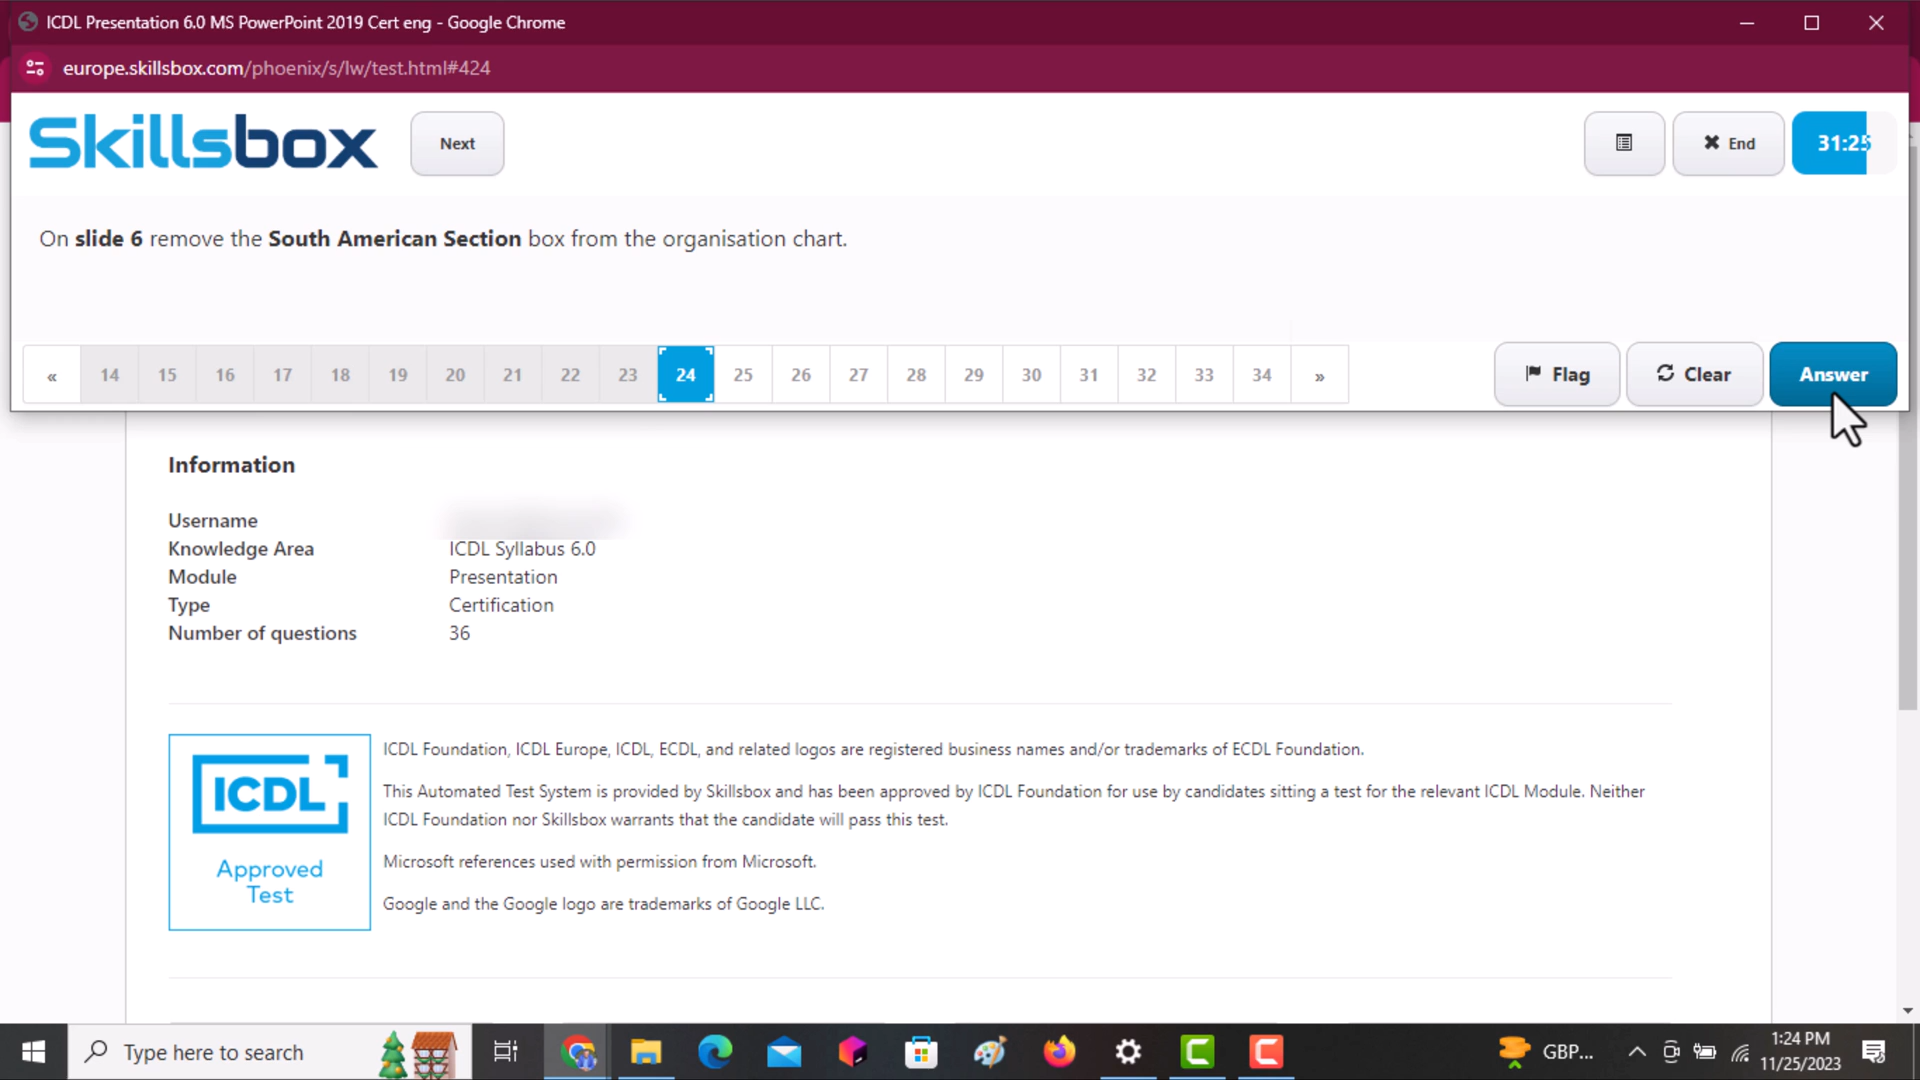 ICDL Presentation 6.0 MS PowerPoint 2019 Cert eng - Google Chrome
europe.skillsbox.com/phoenix/s/lw/test.html#424
Skillsbox
Next
End
31:25
On slide 6 remove the South American Section box from the organisation chart.
« 14 15 16 17 18 19 20 21 22 23 24 25 26 27 28 29 30 31 32 33 34 »
Flag
Clear
Answer
Information
Username
Knowledge Area ICDL Syllabus 6.0
Module Presentation
Type Certification
Number of questions 36
ICDL
Approved
Test
ICDL Foundation, ICDL Europe, ICDL, ECDL, and related logos are registered business names and/or trademarks of ECDL Foundation.
This Automated Test System is provided by Skillsbox and has been approved by ICDL Foundation for use by candidates sitting a test for the relevant ICDL Module. Neither
ICDL Foundation nor Skillsbox warrants that the candidate will pass this test.
Microsoft references used with permission from Microsoft.
Google and the Google logo are trademarks of Google LLC.
Type here to search
GBP...
1:24 PM
11/25/2023